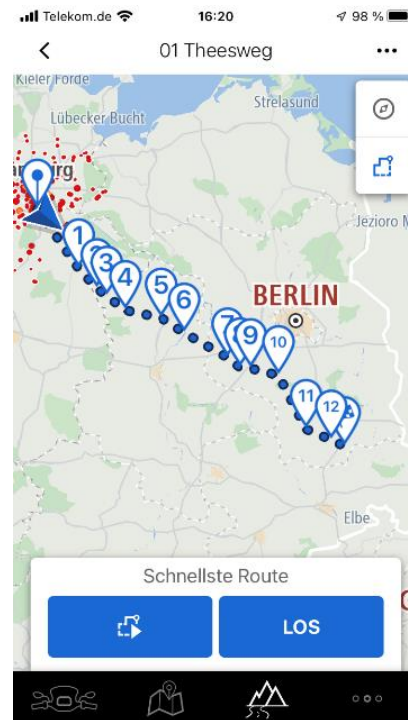 Telekom.de 16:20 98 %
01 Theesweg
Kieler Förde
Strelasund
Lübecker Bucht
Jezioro
1
3
4
5
6
BERLIN
7
9
10
11
12
Elbe
Schnellste Route
LOS